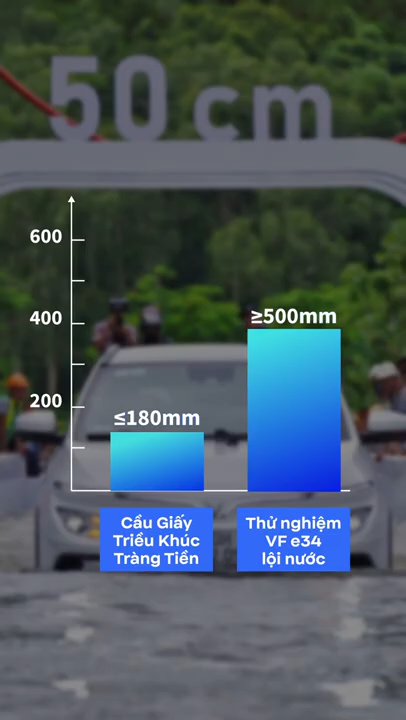 50 cm
600
400
200
≥500mm
≤180mm
Cầu Giấy
Triều Khúc
Tràng Tiền
Thử nghiệm
VF e34
lội nước